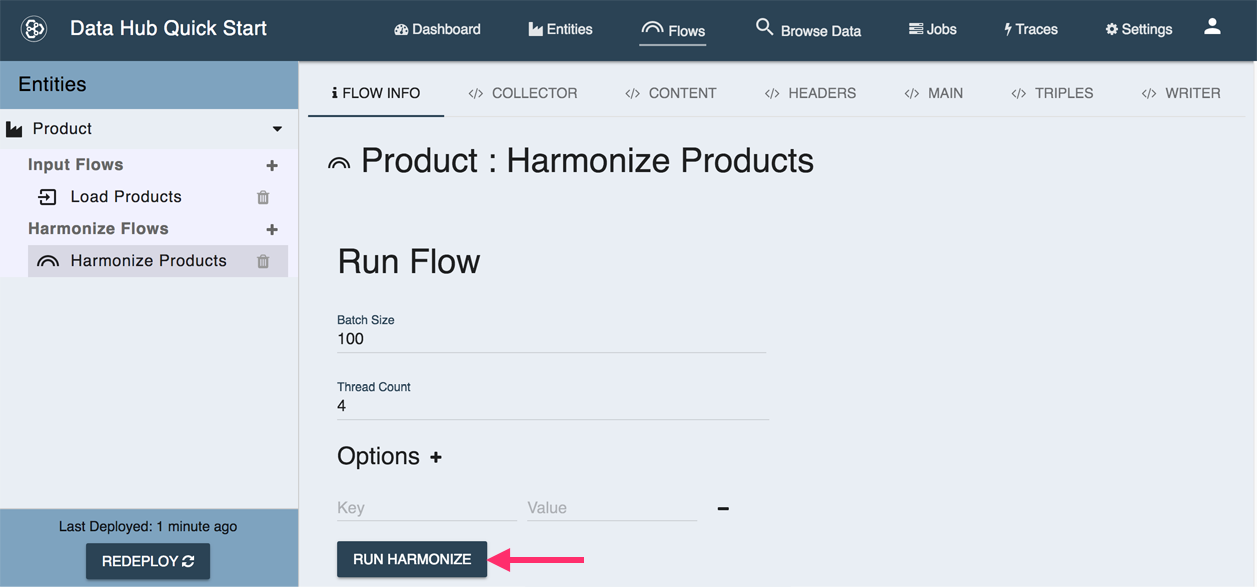 Data Hub Quick Start
Dashboard Entities Flows Browse Data Jobs Traces Settings
Entities
Product
Input Flows
Load Products
Harmonize Flows
Harmonize Products
Last Deployed: 1 minute ago
REDEPLOY
FLOW INFO COLLECTOR CONTENT HEADERS MAIN TRIPLES WRITER
Product : Harmonize Products
Run Flow
Batch Size
100
Thread Count
4
Options
Key Value
RUN HARMONIZE